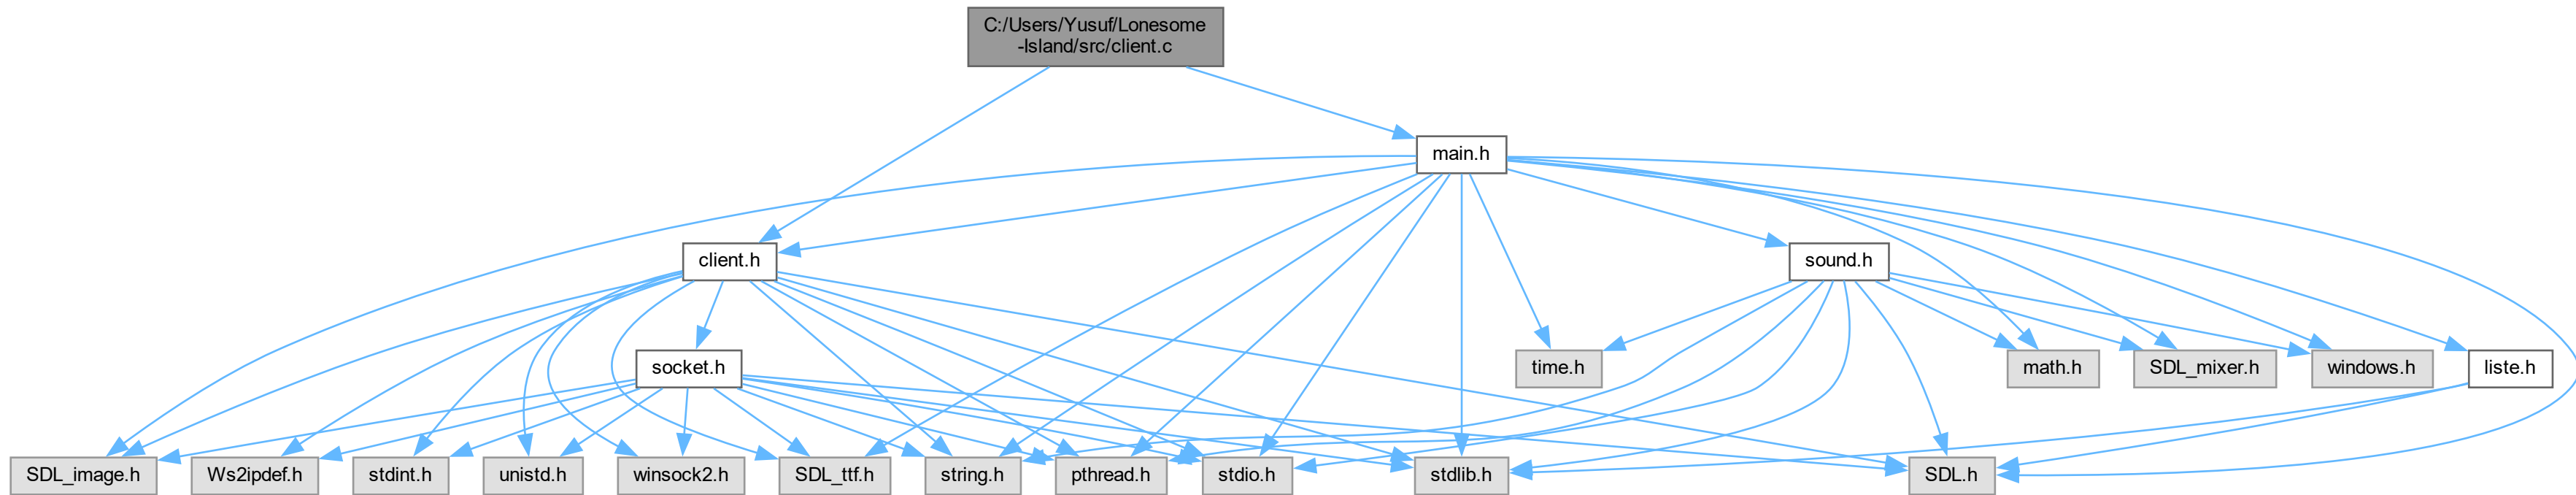 C:/Users/Yusuf/Lonesome
-Island/src/client.c
main.h
client.h
sound.h
socket.h
time.h
math.h
SDL_mixer.h
windows.h
liste.h
SDL_image.h
Ws2ipdef.h
stdint.h
unistd.h
winsock2.h
SDL_ttf.h
string.h
pthread.h
stdio.h
stdlib.h
SDL.h